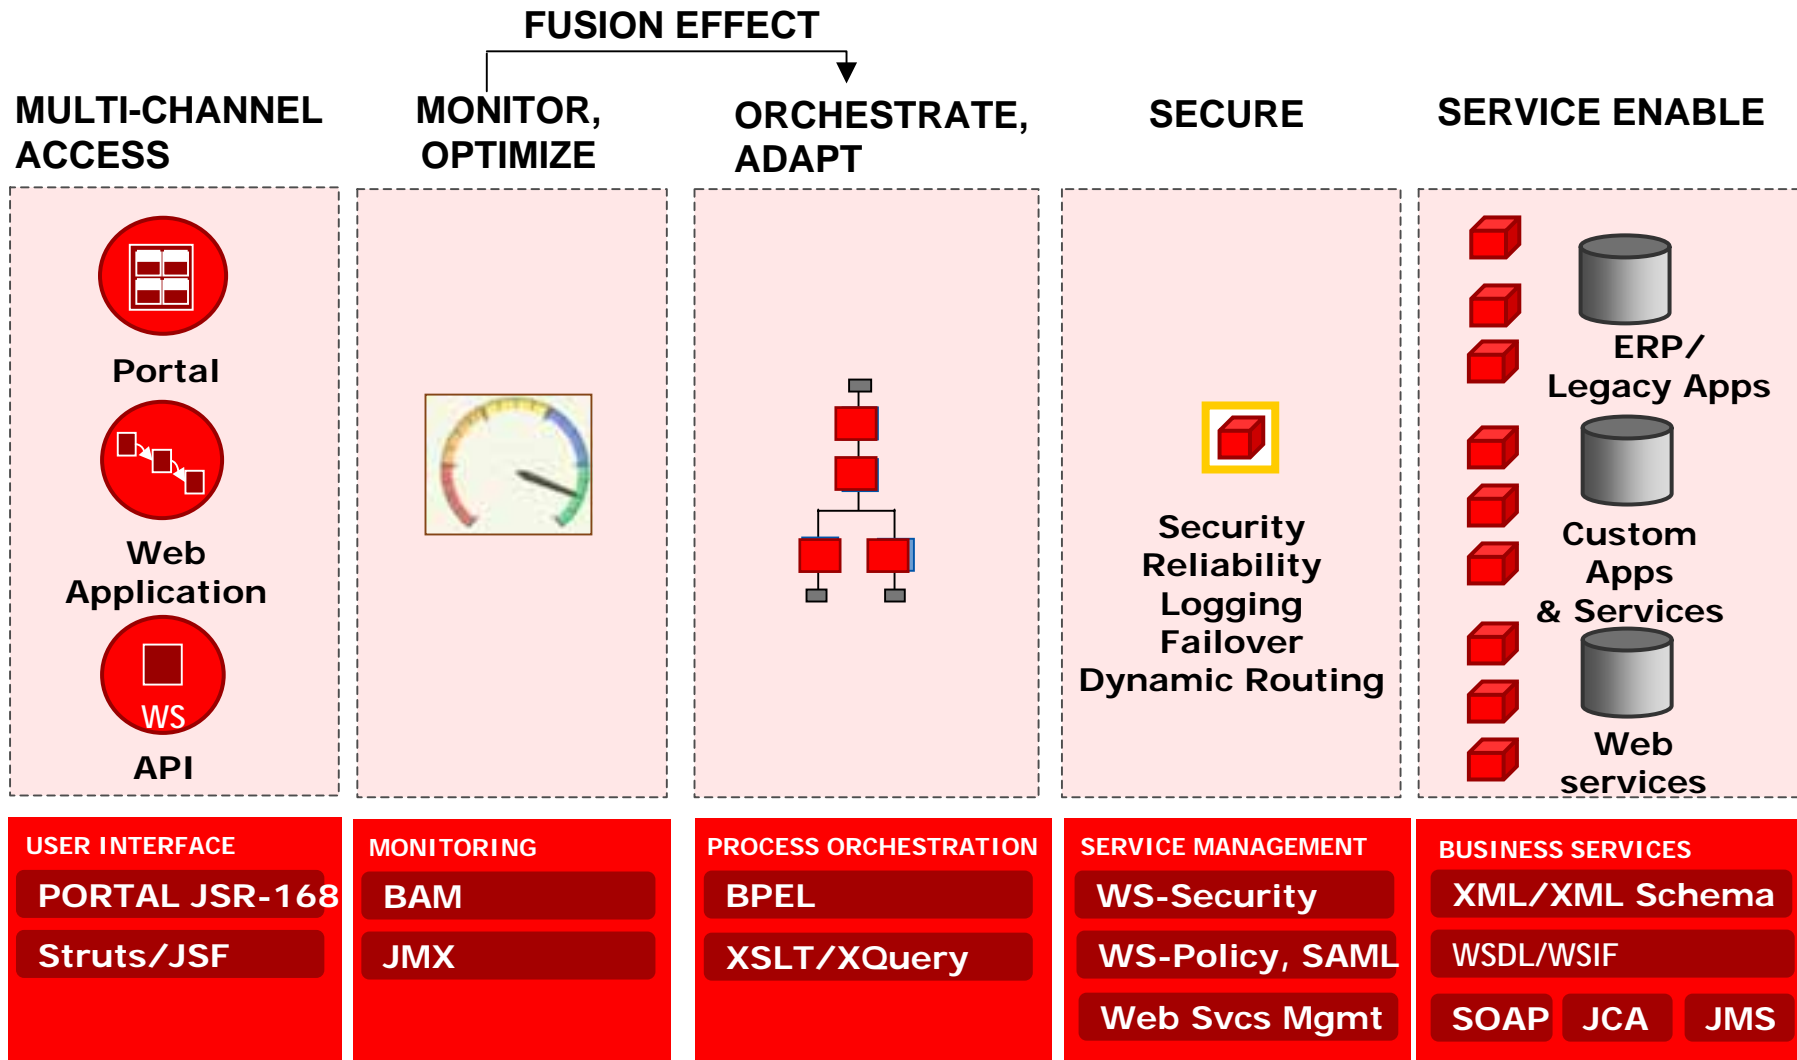 FUSION EFFECT
MULTI-CHANNEL
ACCESS
MONITOR,
OPTIMIZE
ORCHESTRATE,
ADAPT
SECURE
SERVICE ENABLE
Portal
Web
Application
WS
API
Security
Reliability
Logging
Failover
Dynamic Routing
ERP/
Legacy Apps
Custom
Apps
& Services
Web
services
USER INTERFACE
PORTAL JSR-168
Struts/JSF
MONITORING
BAM
JMX
PROCESS ORCHESTRATION
BPEL
XSLT/XQuery
SERVICE MANAGEMENT
WS-Security
WS-Policy, SAML
Web Svcs Mgmt
BUSINESS SERVICES
XML/XML Schema
WSDL/WSIF
SOAP
JCA
JMS